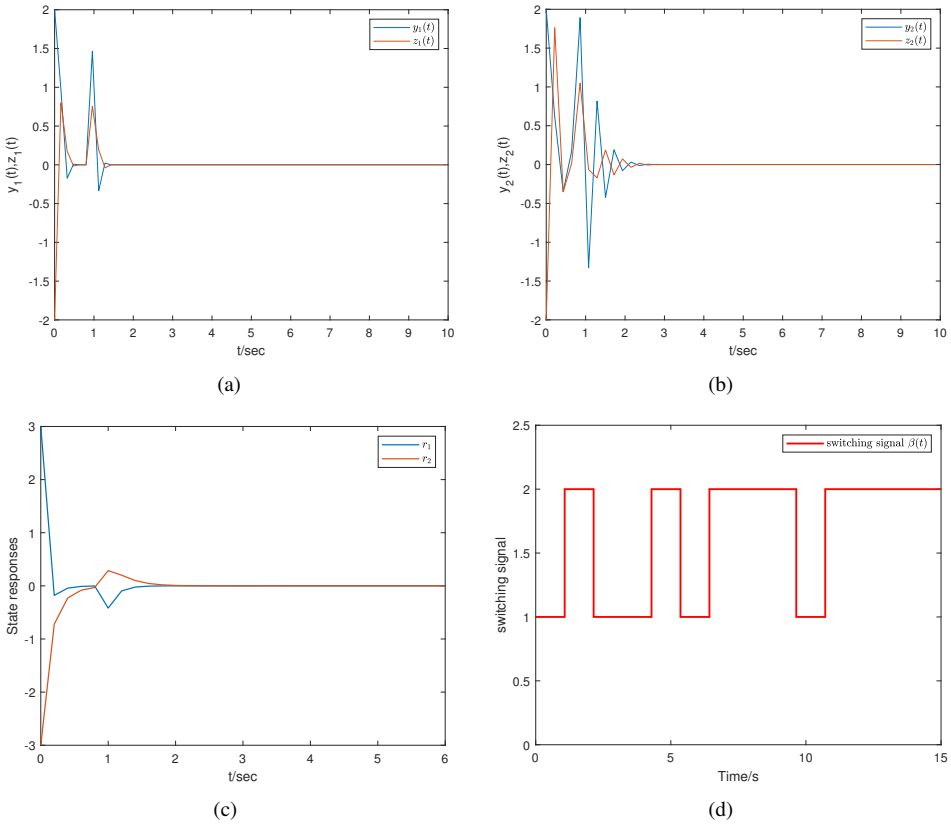 2
1.5
1
0.5
0
-0.5
-1
-1.5
-2
y₁(t),z₁(t)
y₁(t)
z₁(t)
0 1 2 3 4 5 6 7 8 9 10
t/sec
(a)
2
1.5
1
0.5
0
-0.5
-1
-1.5
-2
y₂(t),z₂(t)
y₂(t)
z₂(t)
0 1 2 3 4 5 6 7 8 9 10
t/sec
(b)
3
2
1
0
-1
-2
-3
State responses
r₁
r₂
0 1 2 3 4 5 6
t/sec
(c)
2.5
2
1.5
1
0.5
0
switching signal
switching signal β(t)
0 5 10 15
Time/s
(d)